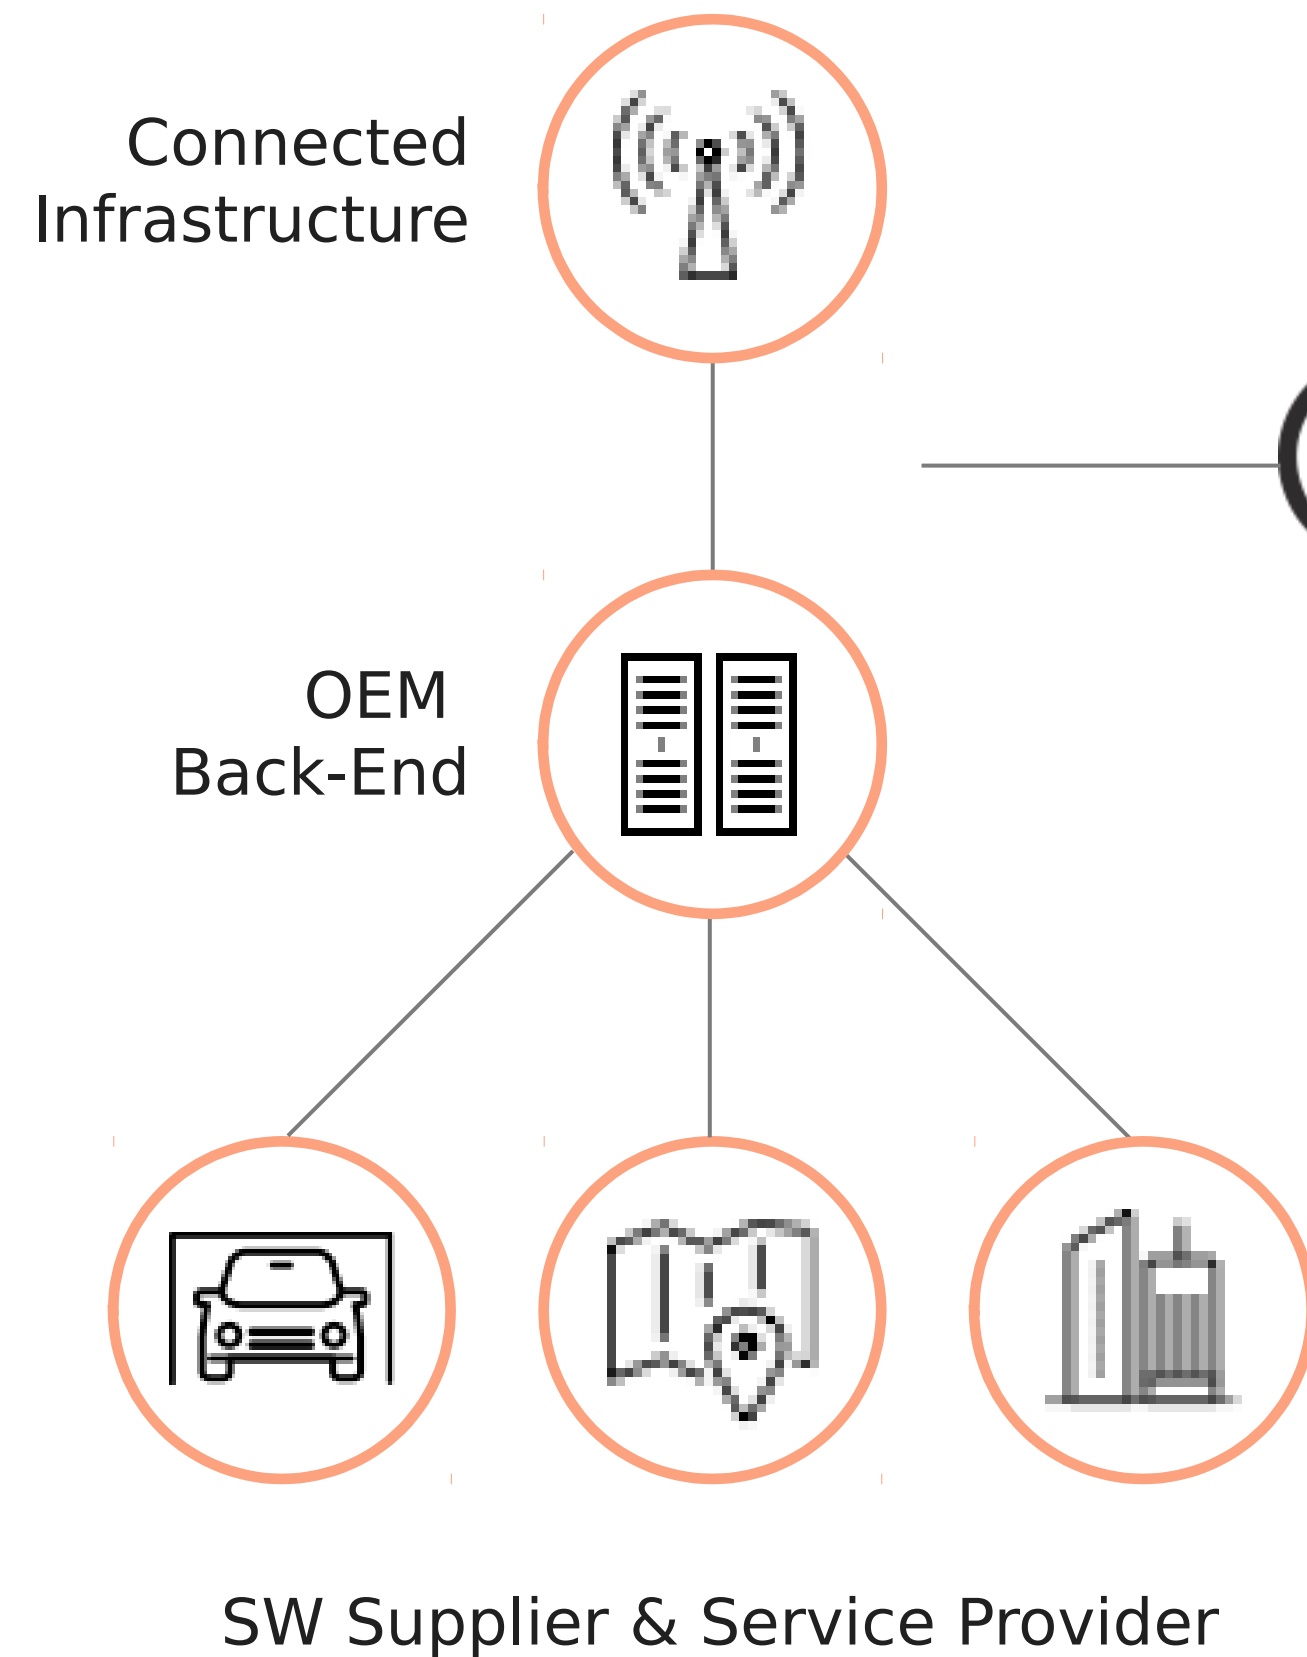 Connected
Infrastructure
OEM
Back-End
SW Supplier & Service Provider